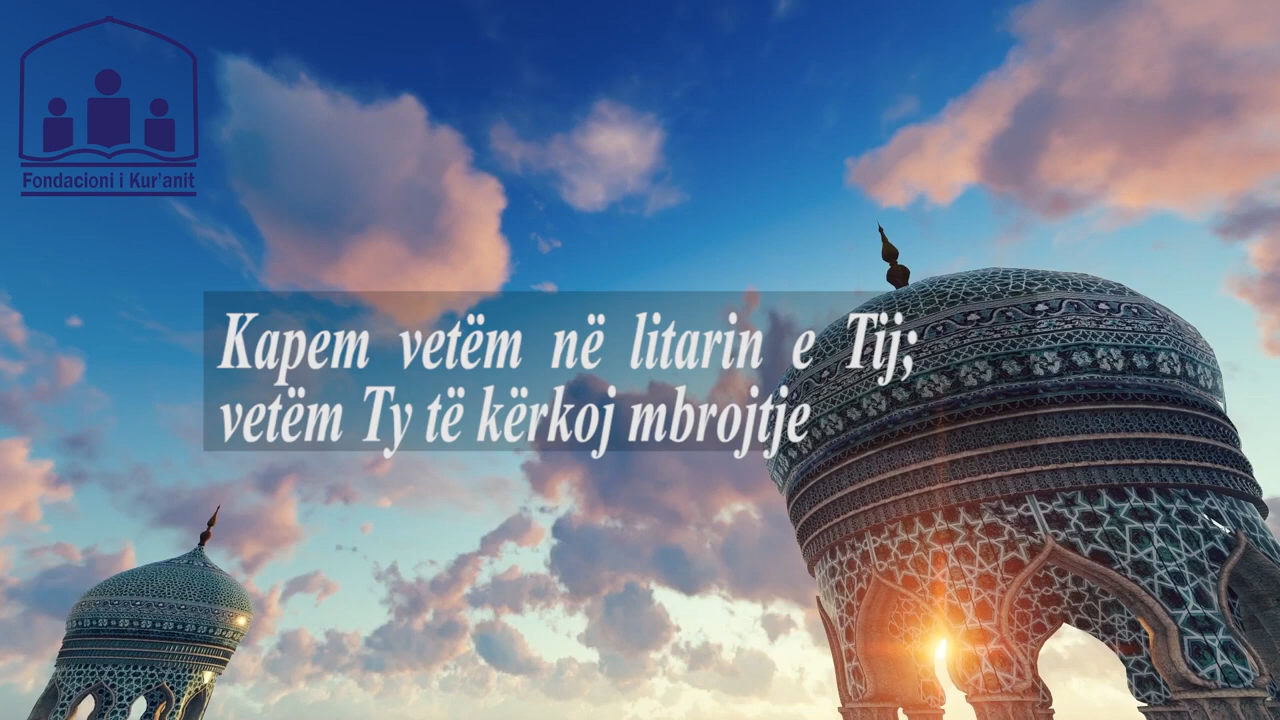 Fondacioni i Kur'anit
Kapem vetëm në litarin e Tij;
vetëm Ty të kërkoj mbrojtje